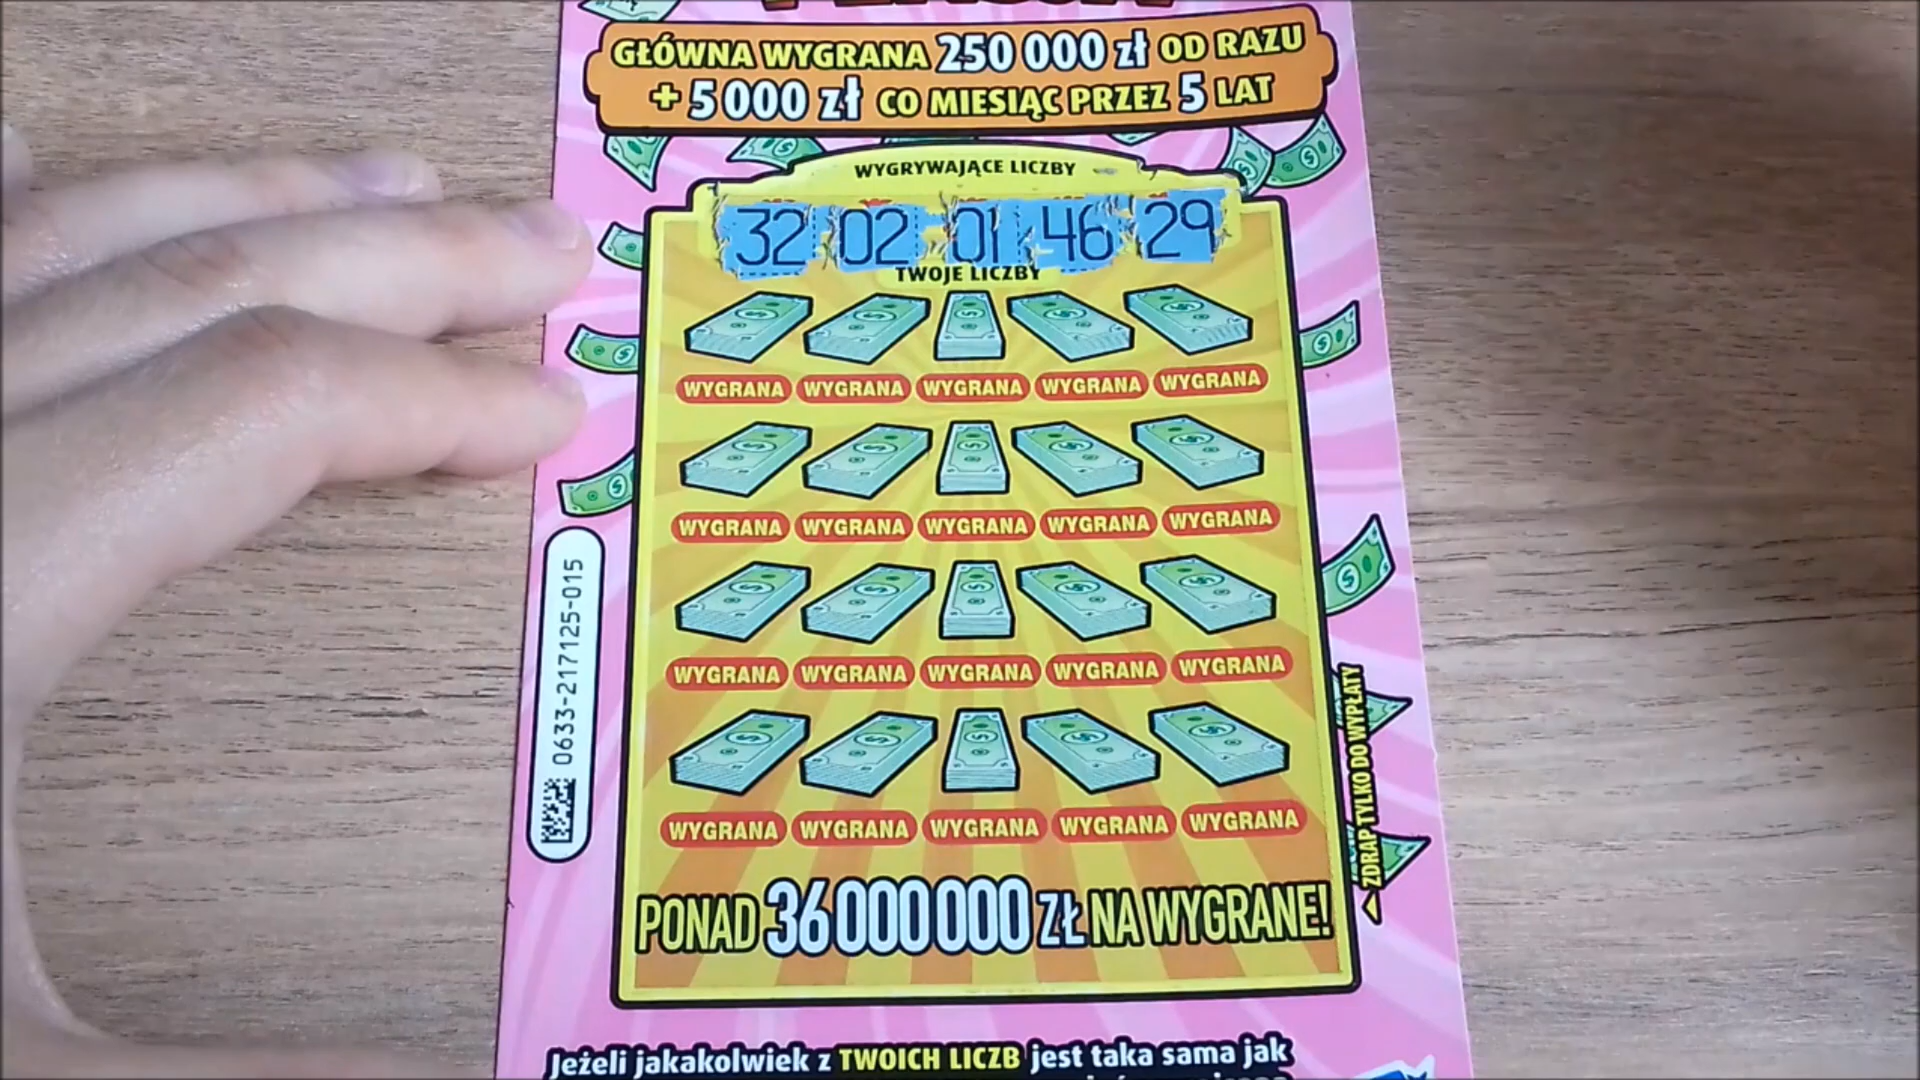 GŁÓWNA WYGRANA 250 000 zł OD RAZU
+ 5 000 zł CO MIESIĄC PRZEZ 5 LAT
WYGRYWAJĄCE LICZBY
32 02 01 46 29
TWOJE LICZBY
WYGRANA WYGRANA WYGRANA WYGRANA WYGRANA
WYGRANA WYGRANA WYGRANA WYGRANA WYGRANA
WYGRANA WYGRANA WYGRANA WYGRANA WYGRANA
WYGRANA WYGRANA WYGRANA WYGRANA WYGRANA
0633-217125-015
ZDRAP TYLKO DO WYPŁATY
PONAD 36 000 000 ZŁ NA WYGRANE!
Jeżeli jakakolwiek z TWOICH LICZB jest taka sama jak